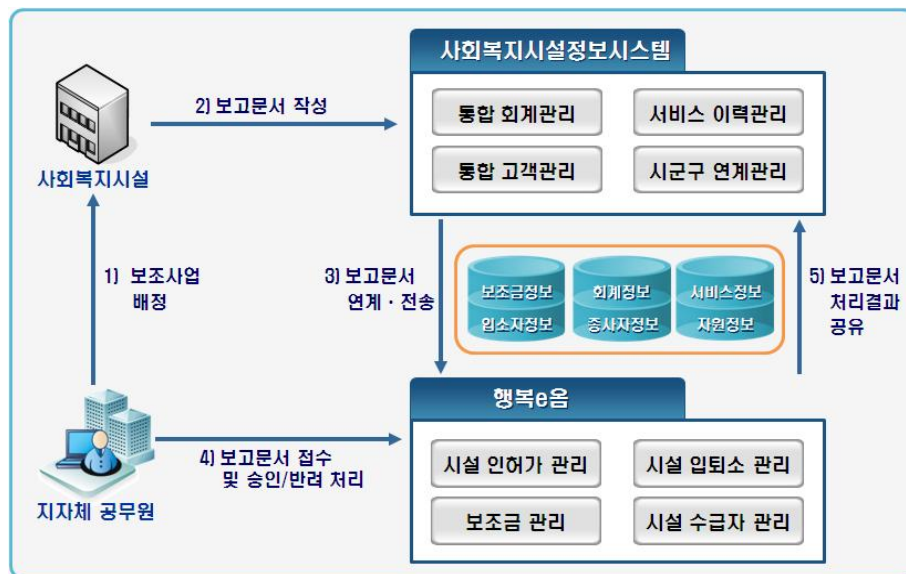 사회복지시설정보시스템
통합 회계관리
서비스 이력관리
통합 고객관리
시군구 연계관리
2) 보고문서 작성
사회복지시설
1) 보조사업
배정
3) 보고문서
연계·전송
보조금정보
입소자정보
회계정보
종사자정보
서비스정보
자원정보
5) 보고문서
처리결과
공유
행복e음
시설 인허가 관리
시설 입퇴소 관리
보조금 관리
시설 수급자 관리
4) 보고문서 접수
및 승인/반려 처리
지자체 공무원